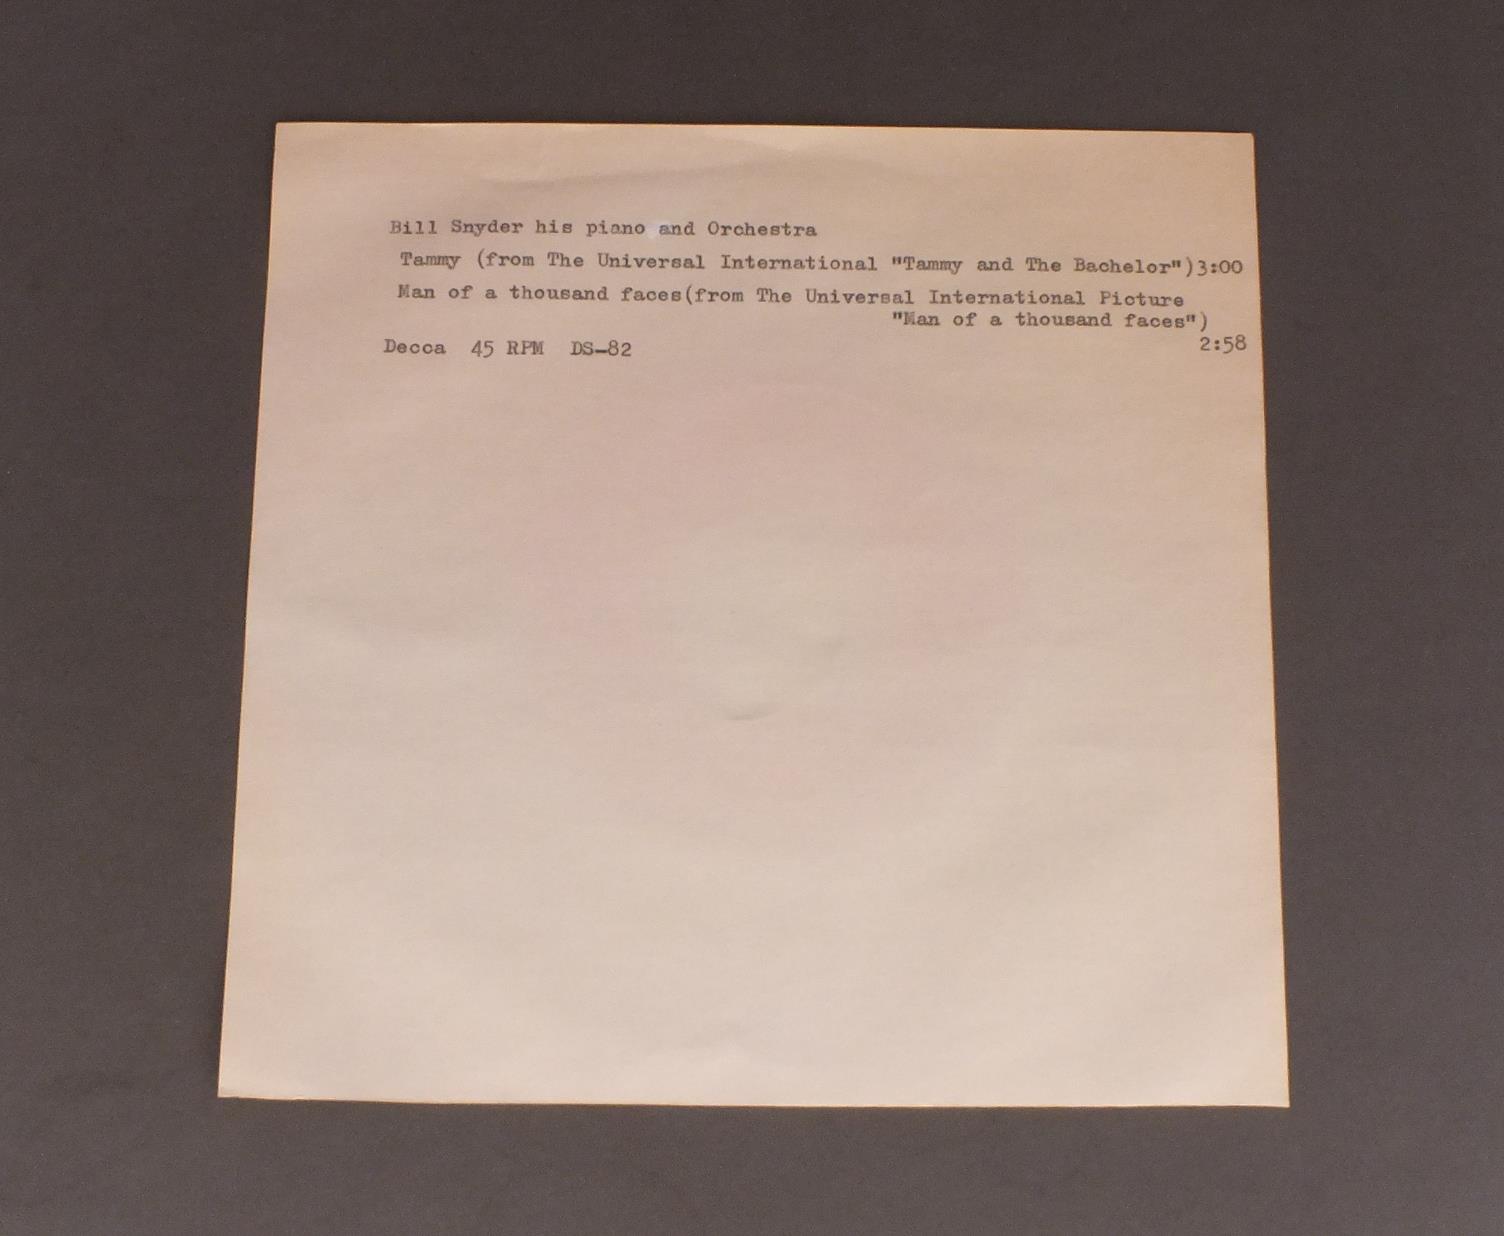 Bill Snyder his piano and Orchestra
Tammy (from The Universal International "Tammy and The Bachelor")3:00
Man of a thousand faces(from The Universal International Picture
"Man of a thousand faces")
2:58
Decca 45 RPM DS-82